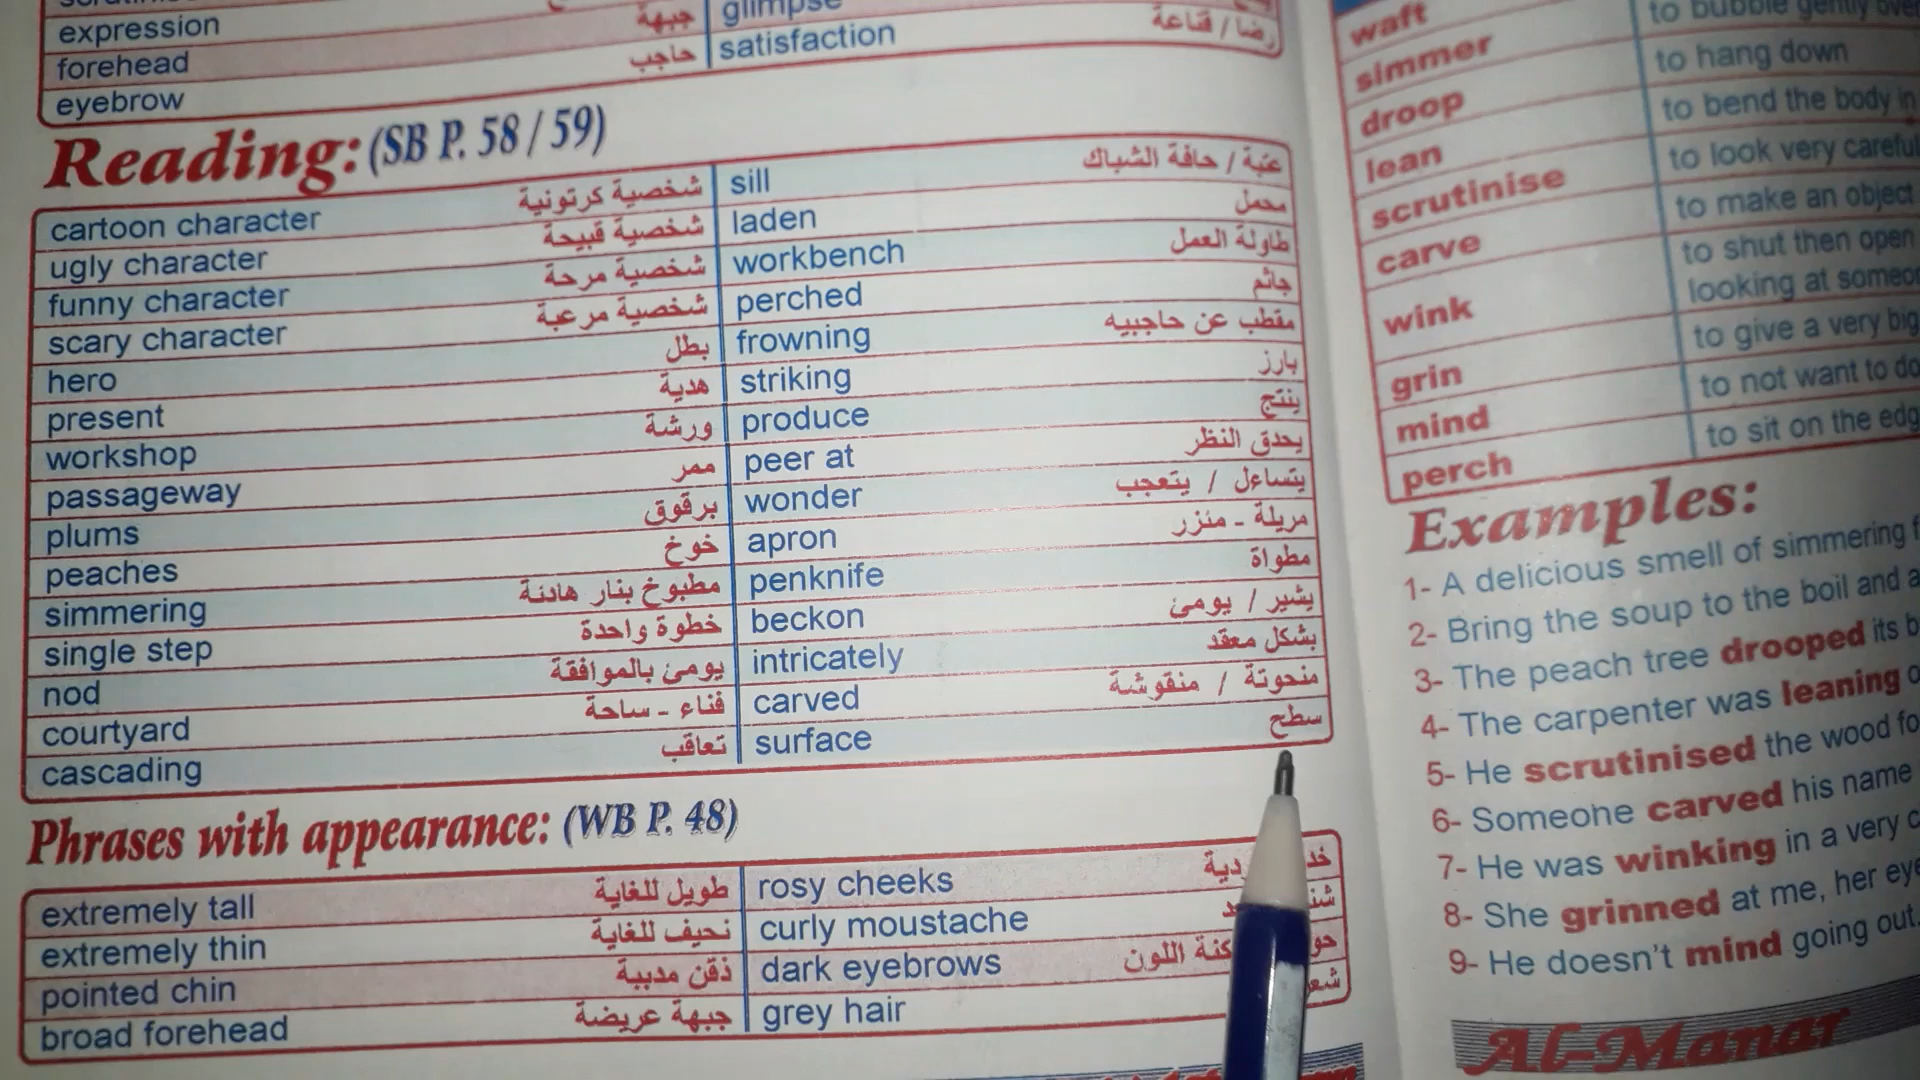 expression
forehead جبهة
eyebrow حاجب
glimpse
satisfaction رضا / قناعة
Reading: (SB P. 58 / 59)
cartoon character شخصية كرتونية
ugly character شخصية قبيحة
funny character شخصية مرحة
scary character شخصية مرعبة
hero بطل
present هدية
workshop ورشة
passageway ممر
plums برقوق
peaches خوخ
simmering مطبوخ بنار هادئة
single step خطوة واحدة
nod يومئ بالموافقة
courtyard فناء - ساحة
cascading تعاقب
sill عتبة / حافة الشباك
laden محمل
workbench طاولة العمل
perched جاثم
frowning مقطب عن حاجبيه
striking بارز
produce ينتج
peer at يحدق النظر
wonder يتساءل / يتعجب
apron مريلة - مئزر
penknife مطواة
beckon يشير / يومئ
intricately بشكل معقد
carved منحوتة / منقوشة
surface سطح
Phrases with appearance: (WB P. 48)
extremely tall طويل للغاية
extremely thin نحيف للغاية
pointed chin ذقن مدببة
broad forehead جبهة عريضة
rosy cheeks
curly moustache
dark eyebrows اللون
grey hair
waft to bubble gently over
simmer to hang down
droop to bend the body in
lean to look very careful
scrutinise to make an object
carve to shut then open
wink looking at someo
grin to give a very big
mind to not want to do
perch to sit on the edg
Examples:
1- A delicious smell of simmering f
2- Bring the soup to the boil and a
3- The peach tree drooped its b
4- The carpenter was leaning o
5- He scrutinised the wood fo
6- Someone carved his name
7- He was winking in a very c
8- She grinned at me, her eye
9- He doesn't mind going out.
Al-Manar